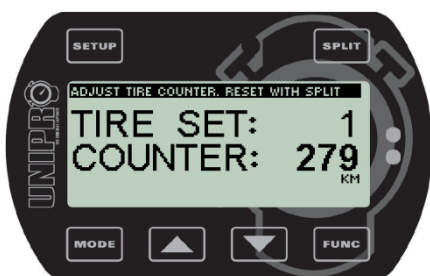 SETUP
SPLIT
ADJUST TIRE COUNTER. RESET WITH SPLIT
TIRE SET: 1
COUNTER: 279
KM
UNIPRO
MODE
FUNC